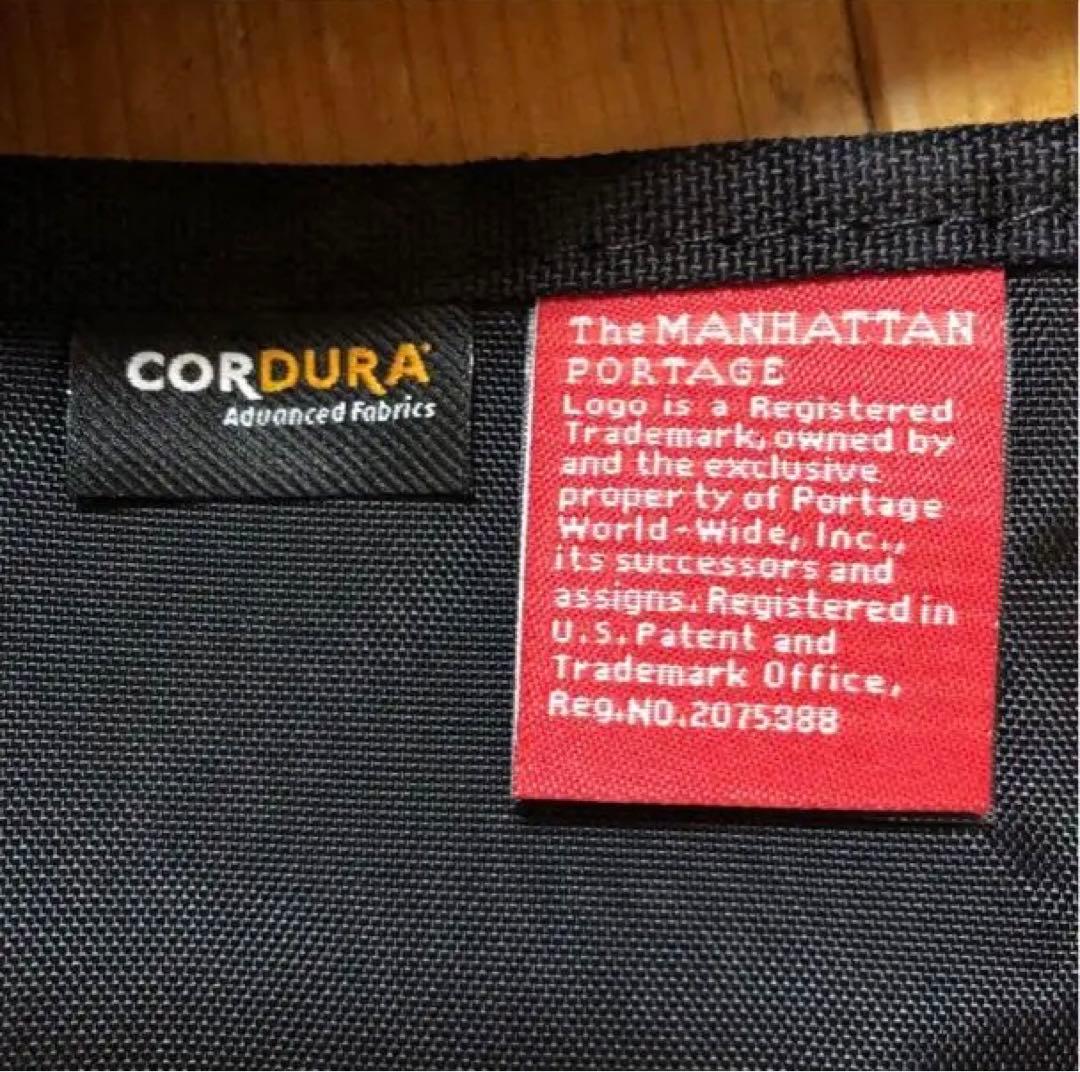 CORDURA®
Advanced Fabrics
The MANHATTAN
PORTAGE
Logo is a Registered
Trademark, owned by
and the exclusive
proper ty of Portage
World-Wide, Inc.,
its successors and
assigns. Registered in
U.S. Patent and
Trademark Office,
Reg.NO.2075388